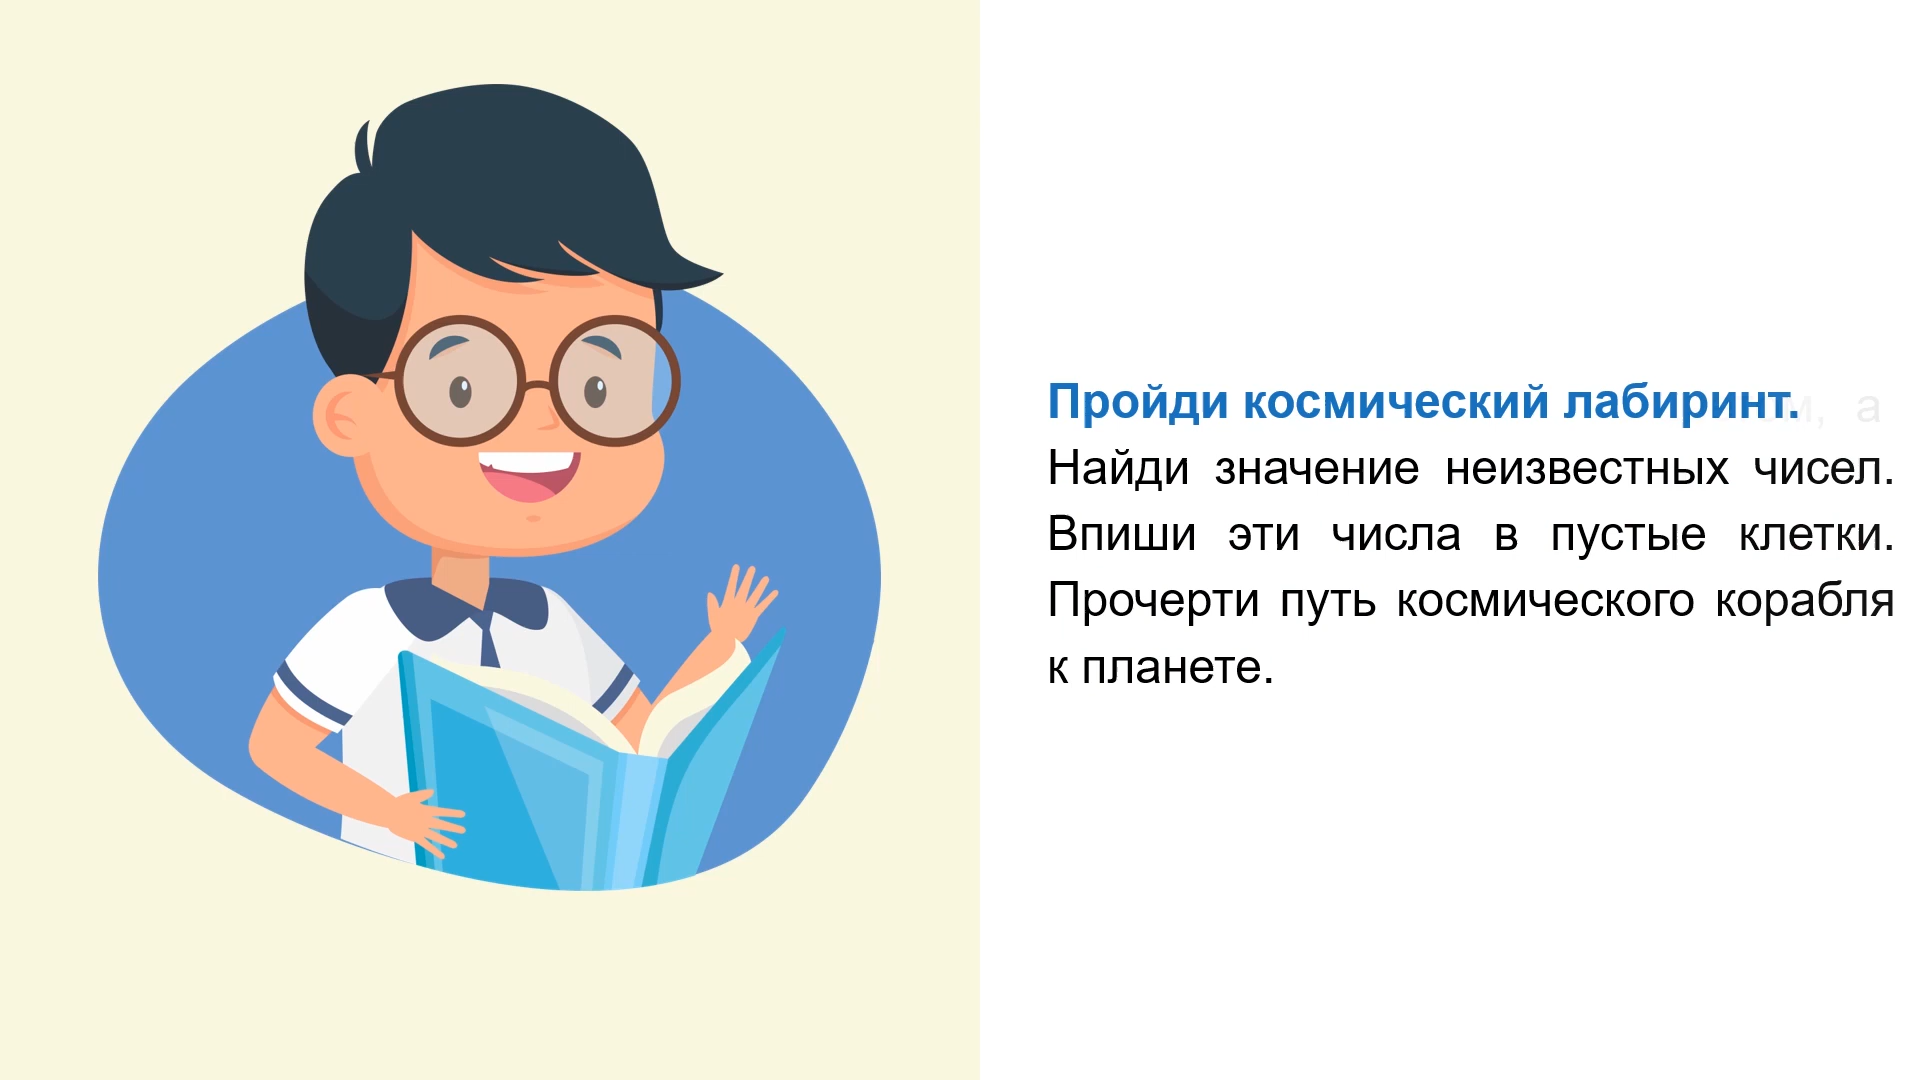 Пройди космический лабиринт.
Найди значение неизвестных чисел.
Впиши эти числа в пустые клетки.
Прочерти путь космического корабля
к планете.